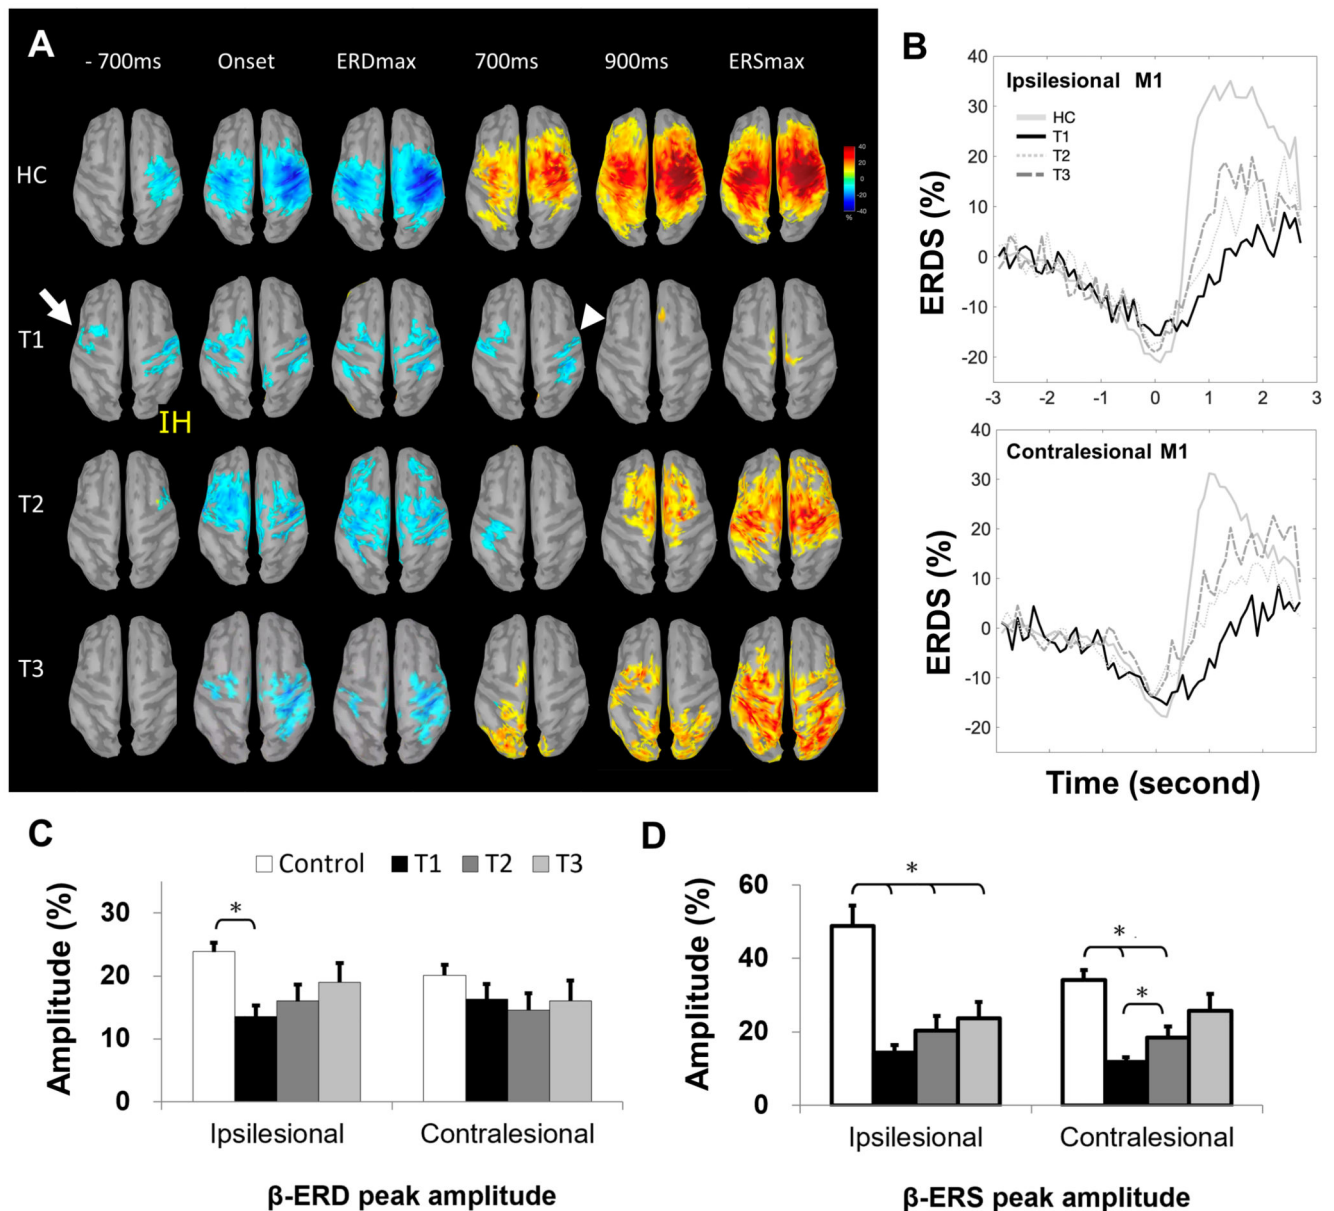 A
- 700ms Onset ERDmax 700ms 900ms ERSmax
HC
40
20
0
-20
-40
%
T1
IH
T2
T3
B
Ipsilesional M1
HC
T1
T2
T3
ERDS (%)
40
30
20
10
0
-10
-20
-3 -2 -1 0 1 2 3
Contralesional M1
ERDS (%)
40
30
20
10
0
-10
-20
Time (second)
C
Control T1 T2 T3
Amplitude (%)
30
20
10
0
*
Ipsilesional Contralesional
β-ERD peak amplitude
D
Amplitude (%)
60
40
20
0
*
*
*
Ipsilesional Contralesional
β-ERS peak amplitude